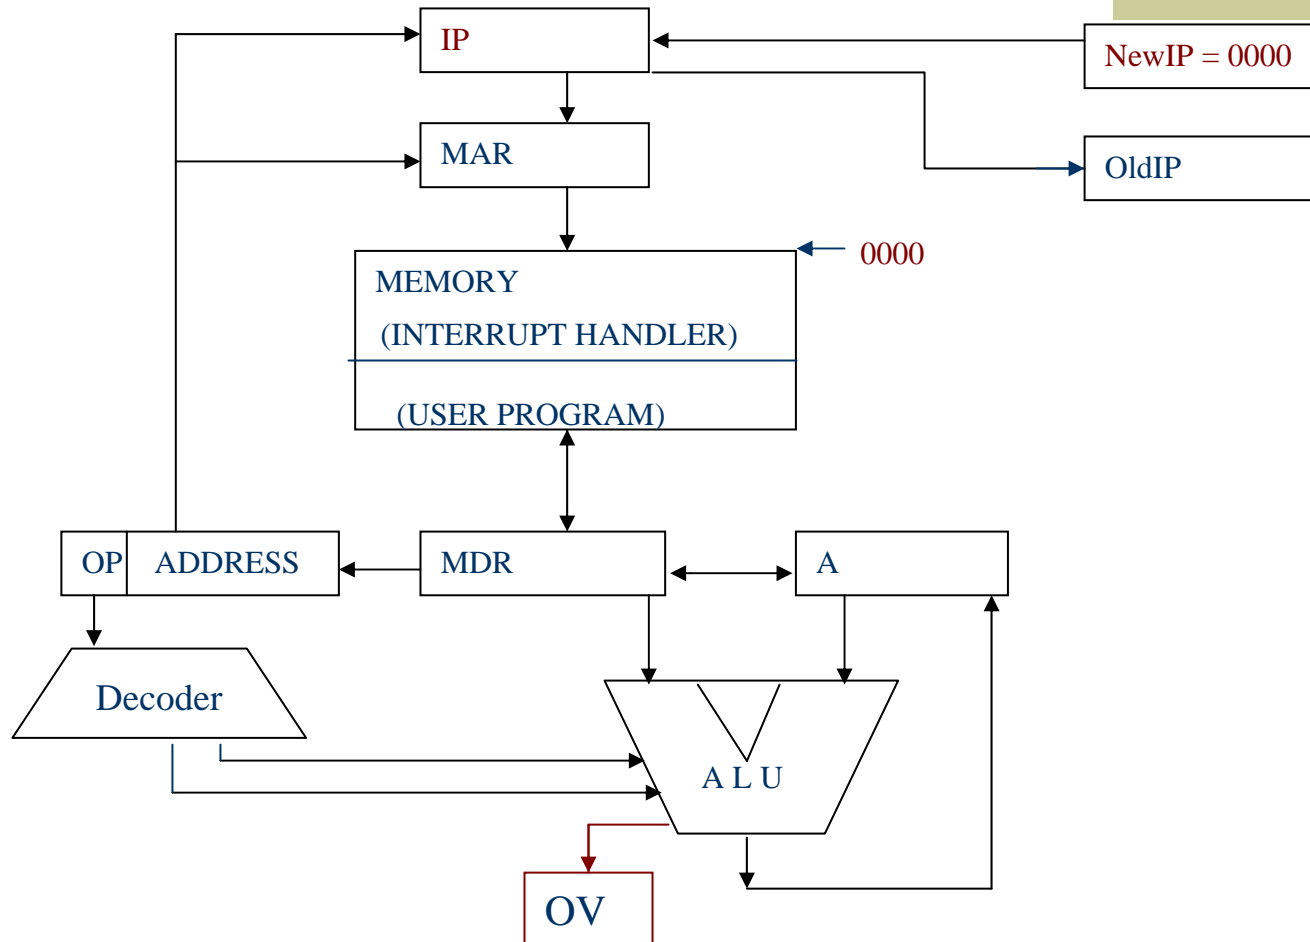 IP
NewIP = 0000
MAR
OldIP
0000
MEMORY
(INTERRUPT HANDLER)
(USER PROGRAM)
OP ADDRESS
MDR
A
Decoder
A L U
OV